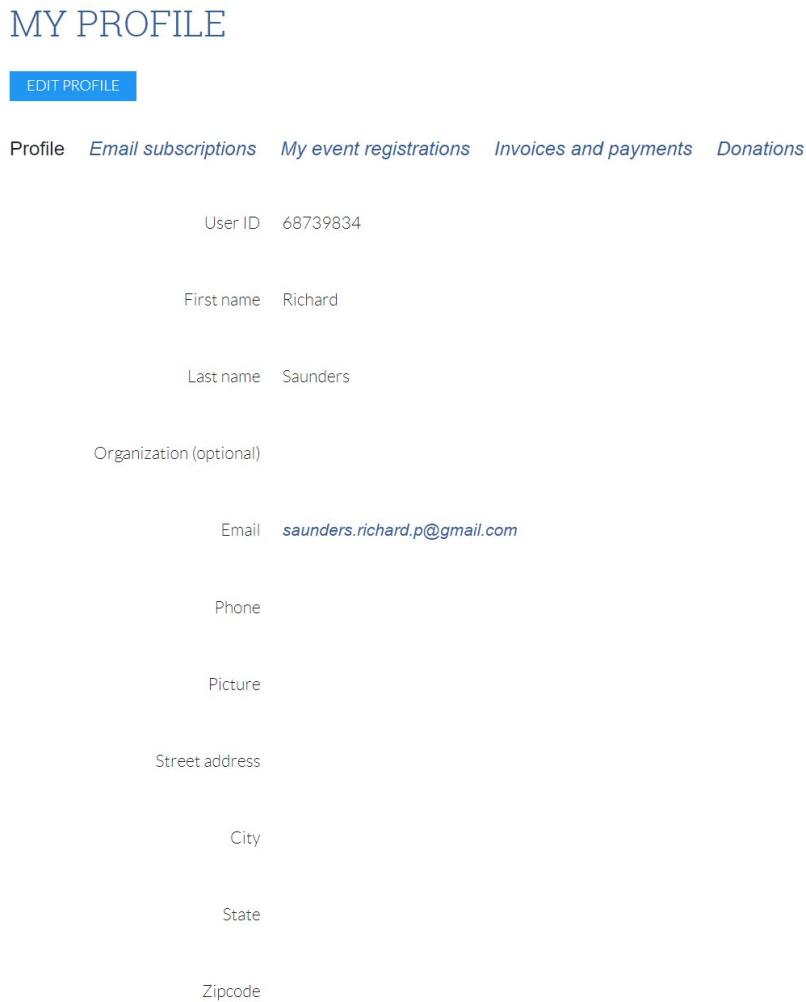 MY PROFILE
EDIT PROFILE
Profile Email subscriptions My event registrations Invoices and payments Donations
User ID 68739834
First name Richard
Last name Saunders
Organization (optional)
Email saunders.richard.p@gmail.com
Phone
Picture
Street address
City
State
Zipcode